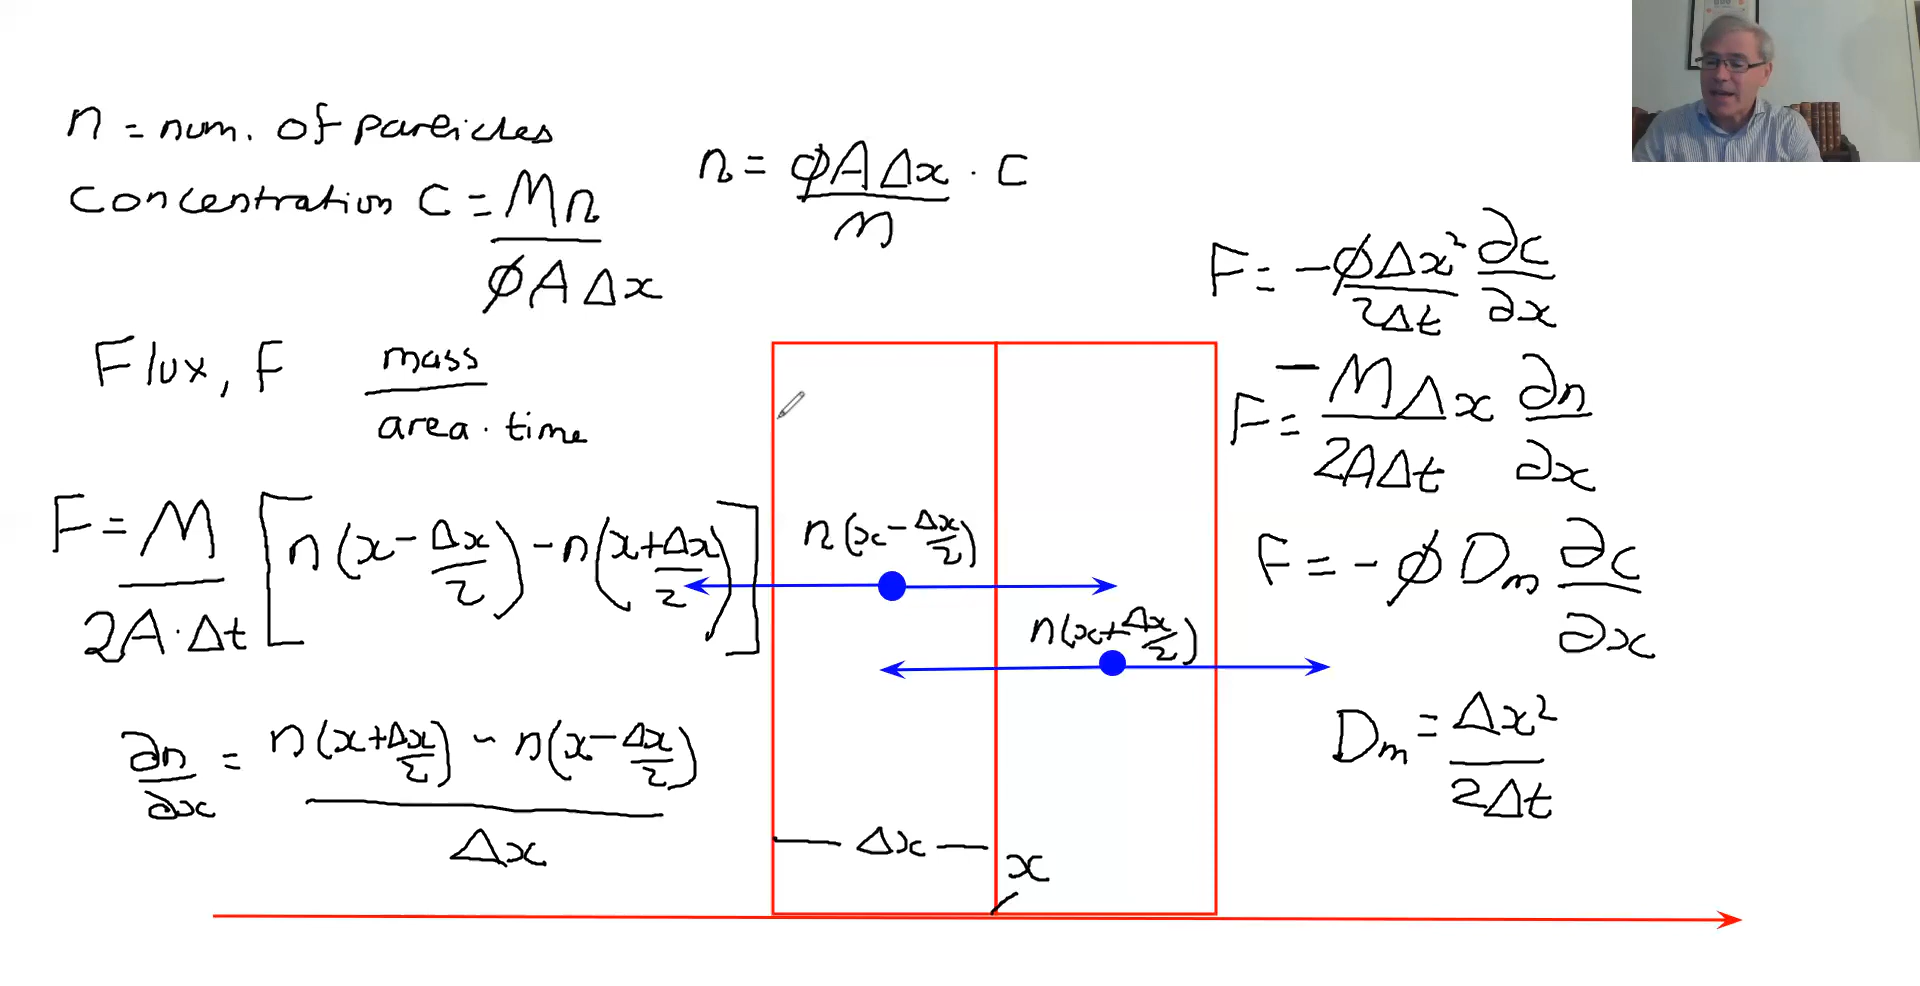 n = num. of pareicles
Concentration C = Mn / ϕAΔx
n = ϕAΔx / M · C
Flux, F mass / area · time
F = M / 2A·Δt [n(x − Δx/2) − n(x + Δx/2)]
∂n/∂x = n(x + Δx/2) − n(x − Δx/2) / Δx
n(x − Δx/2)
n(x + Δx/2)
Δx
x
F = −ϕΔx² / 2Δt ∂c/∂x
F = −MΔx / 2AΔt ∂n/∂x
F = −ϕ Dm ∂c/∂x
Dm = Δx² / 2Δt